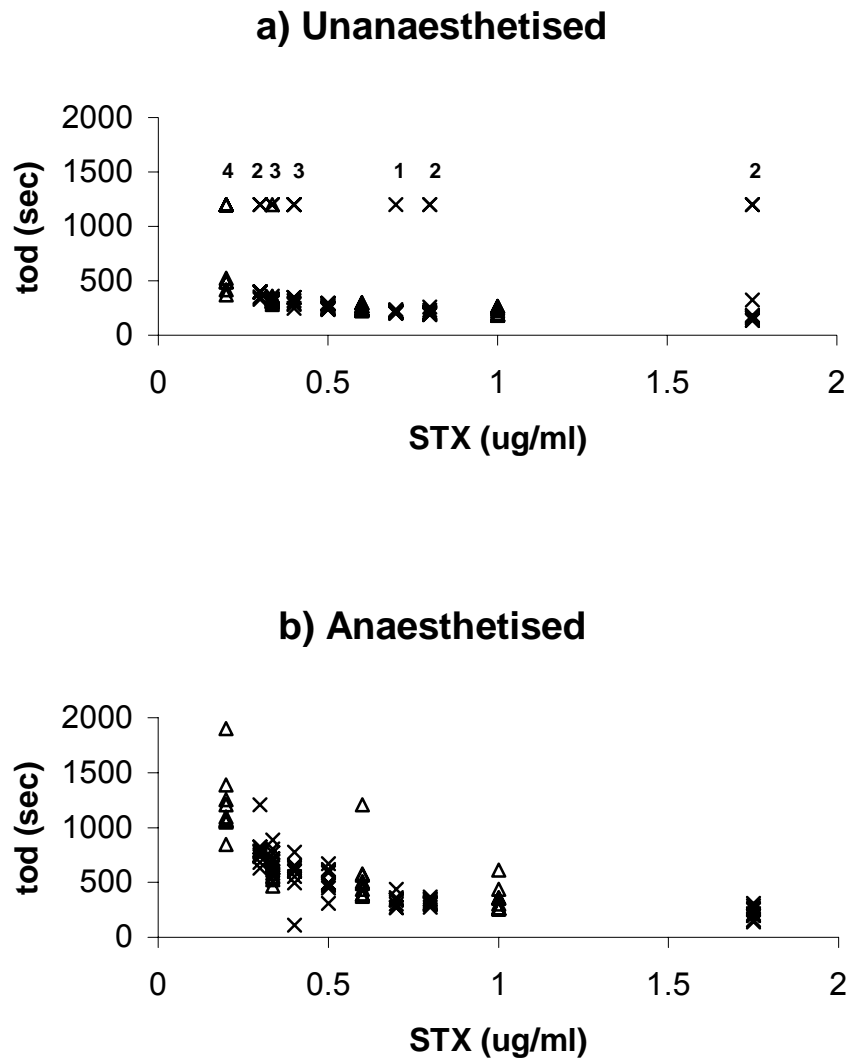 a) Unanaesthetised
2000
1500
1000
500
0
4 2 3 3 1 2 2
tod (sec)
0 0.5 1 1.5 2
STX (ug/ml)
b) Anaesthetised
2000
1500
1000
500
0
tod (sec)
0 0.5 1 1.5 2
STX (ug/ml)